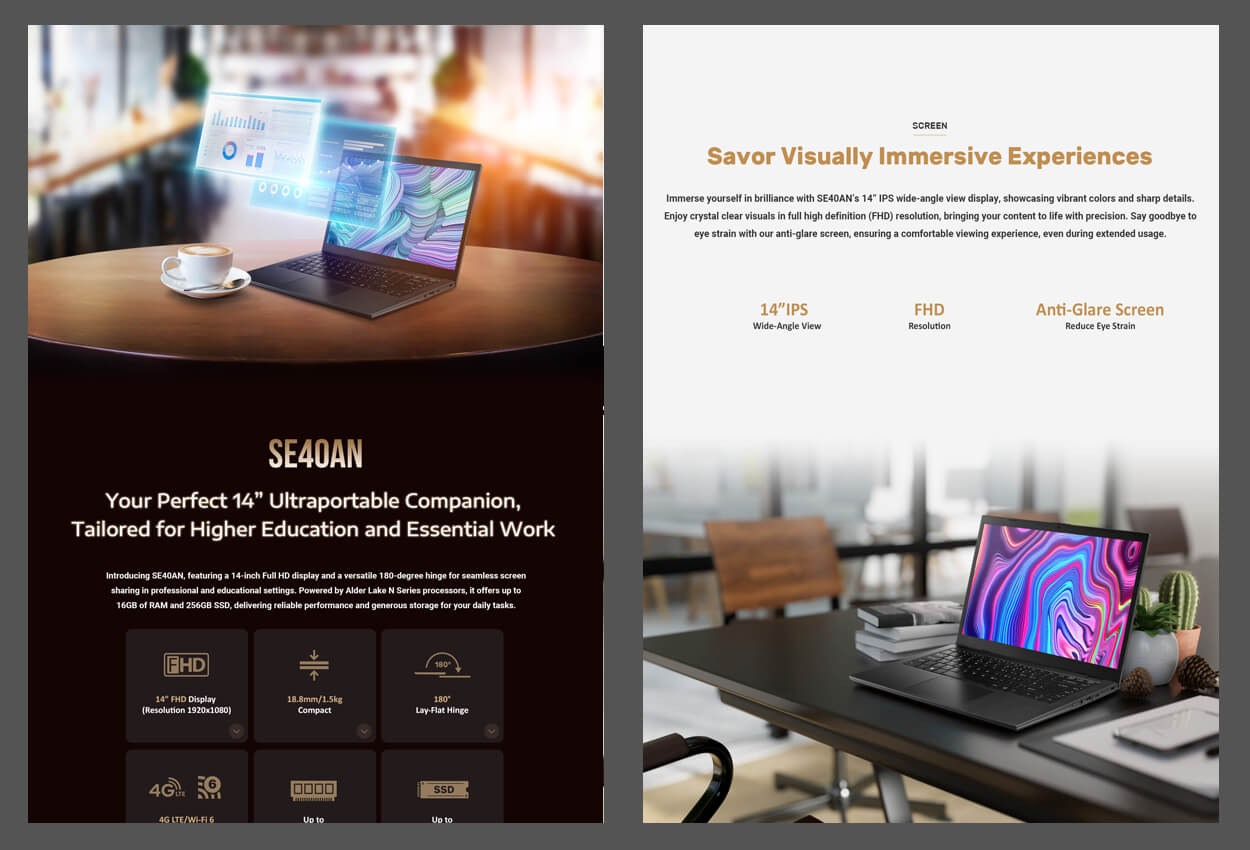 SE40AN
Your Perfect 14” Ultraportable Companion,
Tailored for Higher Education and Essential Work
Introducing SE40AN, featuring a 14-inch Full HD display and a versatile 180-degree hinge for seamless screen
sharing in professional and educational settings. Powered by Alder Lake N Series processors, it offers up to
16GB of RAM and 256GB SSD, delivering reliable performance and generous storage for your daily tasks.
FHD
14" FHD Display
(Resolution 1920x1080)
18.8mm/1.5kg
Compact
180°
180°
Lay-Flat Hinge
4G LTE
6
4G LTE/Wi-Fi 6
Up to
SSD
Up to
SCREEN
Savor Visually Immersive Experiences
Immerse yourself in brilliance with SE40AN's 14” IPS wide-angle view display, showcasing vibrant colors and sharp details.
Enjoy crystal clear visuals in full high definition (FHD) resolution, bringing your content to life with precision. Say goodbye to
eye strain with our anti-glare screen, ensuring a comfortable viewing experience, even during extended usage.
14”IPS
Wide-Angle View
FHD
Resolution
Anti-Glare Screen
Reduce Eye Strain